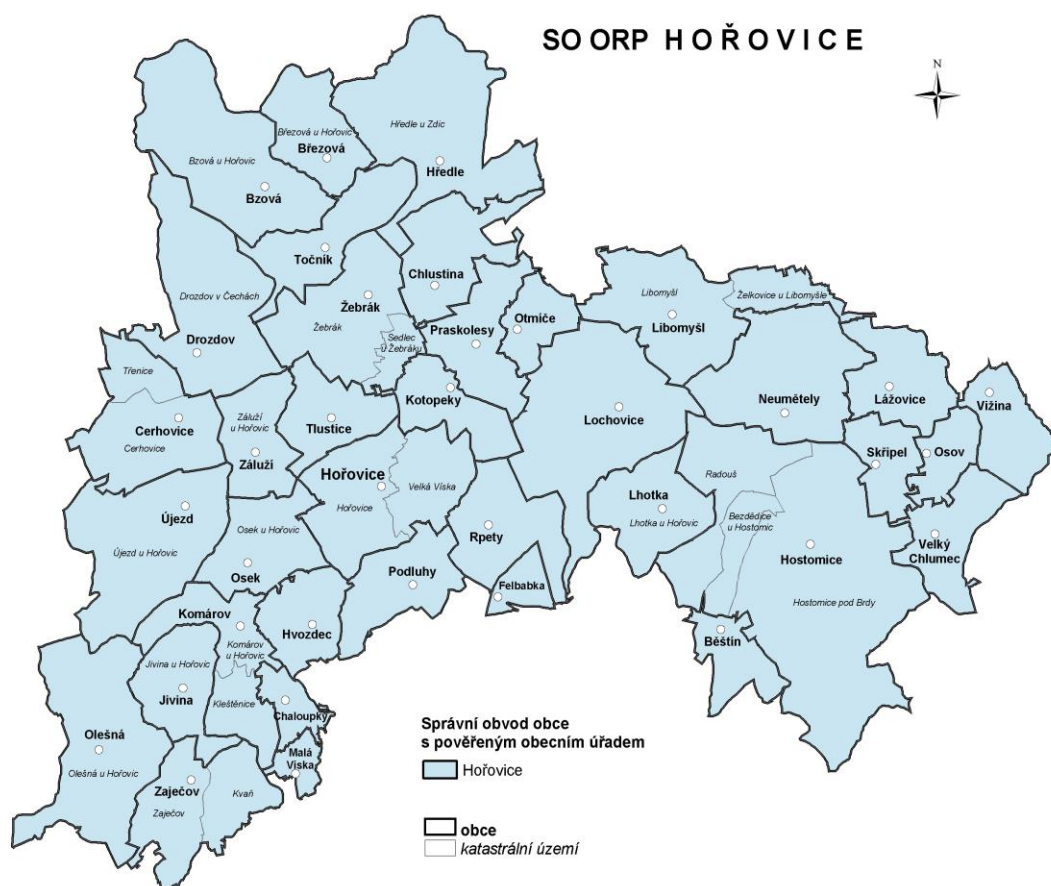 SO ORP HOŘOVICE
N
Hředle u Zdic
Březová u Hořovic
Březová
Bzová u Hořovic
Hředle
Bzová
Točník
Chlustina
Drozdov v Čechách
Žebrák
Žebrák
Sedlec
u Žebráku
Praskolesy
Otmíče
Libomyšl
Želkovice u Libomyšle
Libomyšl
Drozdov
Třenice
Kotopeky
Lochovice
Neumětely
Lážovice
Vižina
Cerhovice
Cerhovice
Záluží
u Hořovic
Záluží
Tlustice
Hořovice
Hořovice
Velká Víska
Skřipel
Osov
Radouš
Lhotka
Lhotka u Hořovic
Bezdědice
u Hostomic
Újezd
Újezd u Hořovic
Osek u Hořovic
Osek
Rpety
Hostomice
Velký
Chlumec
Podluhy
Felbabka
Hostomice pod Brdy
Komárov
Komárov
u Hořovic
Hvozdec
Běštín
Jivina u Hořovic
Jivina
Kleštěnice
Chaloupky
Olešná
Olešná u Hořovic
Malá
Víska
Zaječov
Zaječov
Kvaň
Správní obvod obce
s pověřeným obecním úřadem
Hořovice
obce
katastrální území